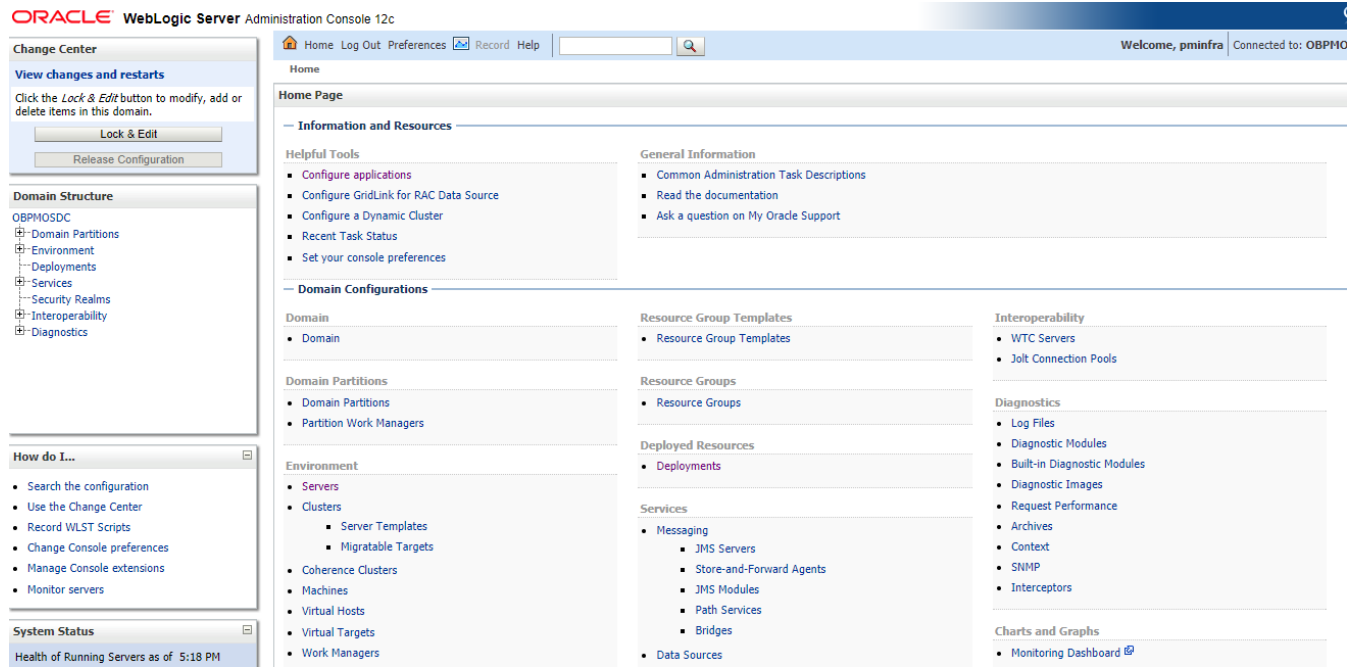 ORACLE WebLogic Server Administration Console 12c
Change Center
View changes and restarts
Click the Lock & Edit button to modify, add or
delete items in this domain.
Lock & Edit
Release Configuration
Domain Structure
OBPMOSDC
Domain Partitions
Environment
Deployments
Services
Security Realms
Interoperability
Diagnostics
How do I...
Search the configuration
Use the Change Center
Record WLST Scripts
Change Console preferences
Manage Console extensions
Monitor servers
System Status
Health of Running Servers as of 5:18 PM
Home Log Out Preferences Record Help
Welcome, pminfra Connected to: OBPMO
Home
Home Page
Information and Resources
Helpful Tools
Configure applications
Configure GridLink for RAC Data Source
Configure a Dynamic Cluster
Recent Task Status
Set your console preferences
General Information
Common Administration Task Descriptions
Read the documentation
Ask a question on My Oracle Support
Domain Configurations
Domain
Domain
Domain Partitions
Domain Partitions
Partition Work Managers
Environment
Servers
Clusters
Server Templates
Migratable Targets
Coherence Clusters
Machines
Virtual Hosts
Virtual Targets
Work Managers
Resource Group Templates
Resource Group Templates
Resource Groups
Resource Groups
Deployed Resources
Deployments
Services
Messaging
JMS Servers
Store-and-Forward Agents
JMS Modules
Path Services
Bridges
Data Sources
Interoperability
WTC Servers
Jolt Connection Pools
Diagnostics
Log Files
Diagnostic Modules
Built-in Diagnostic Modules
Diagnostic Images
Request Performance
Archives
Context
SNMP
Interceptors
Charts and Graphs
Monitoring Dashboard